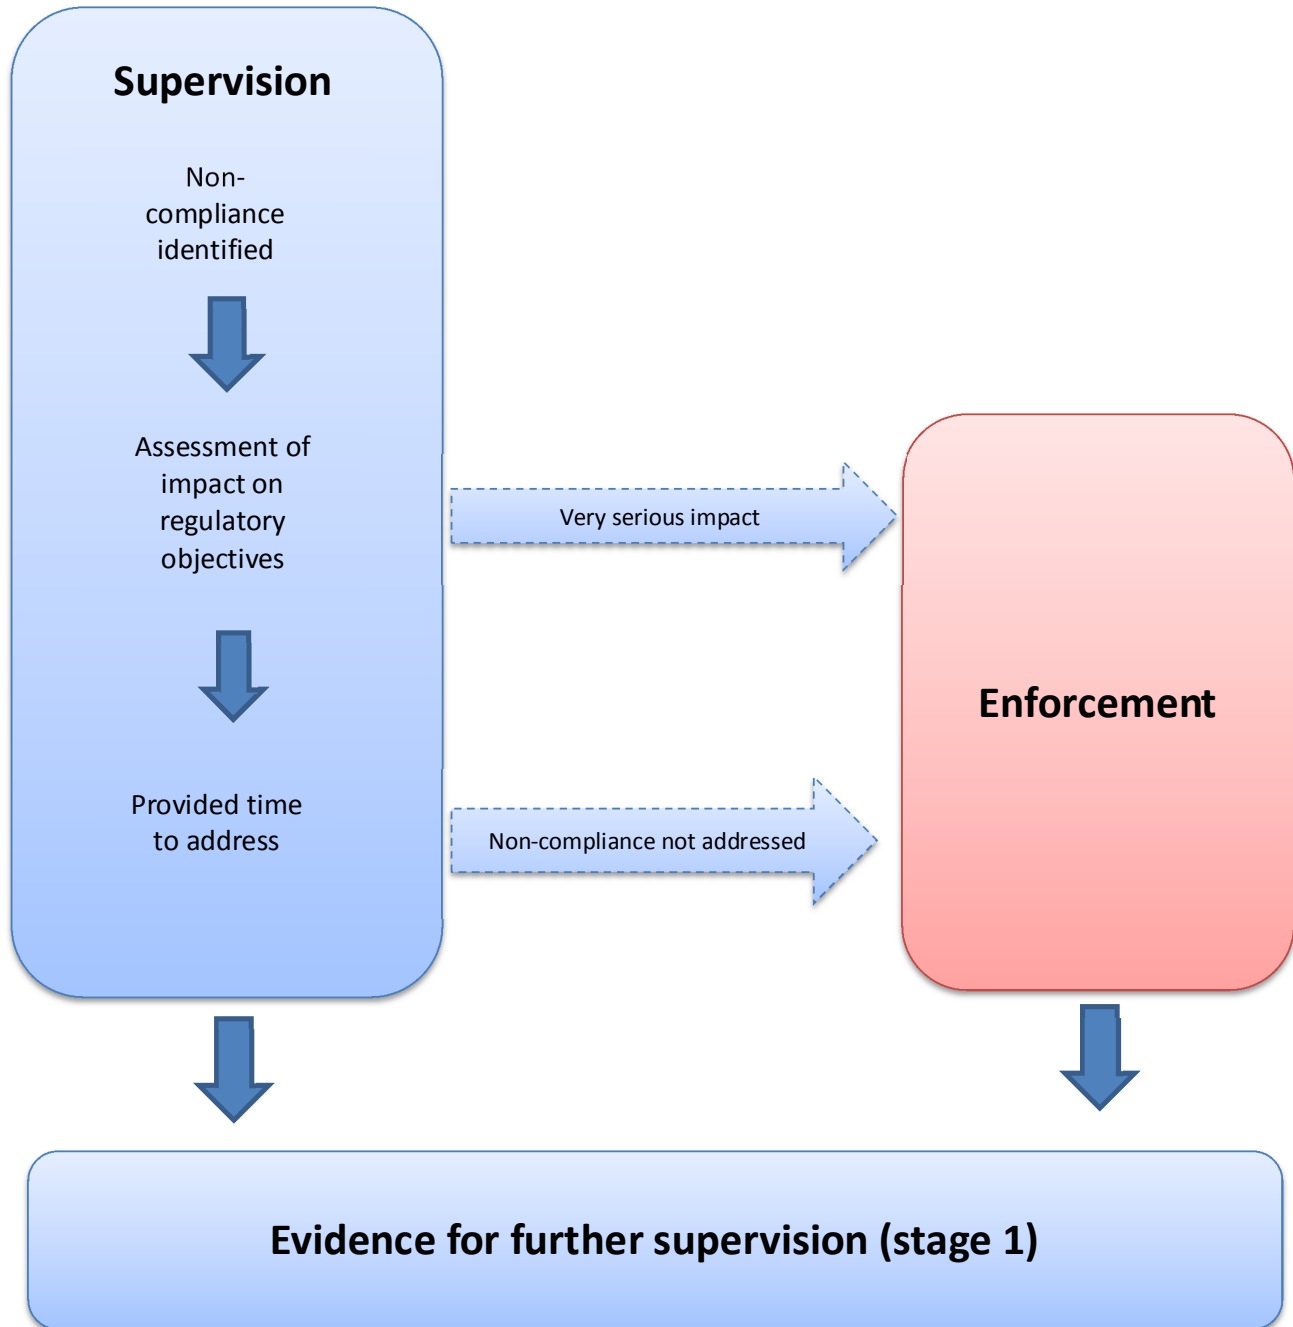 Supervision
Non-
compliance
identified
Assessment of
impact on
regulatory
objectives
Very serious impact
Enforcement
Provided time
to address
Non-compliance not addressed
Evidence for further supervision (stage 1)